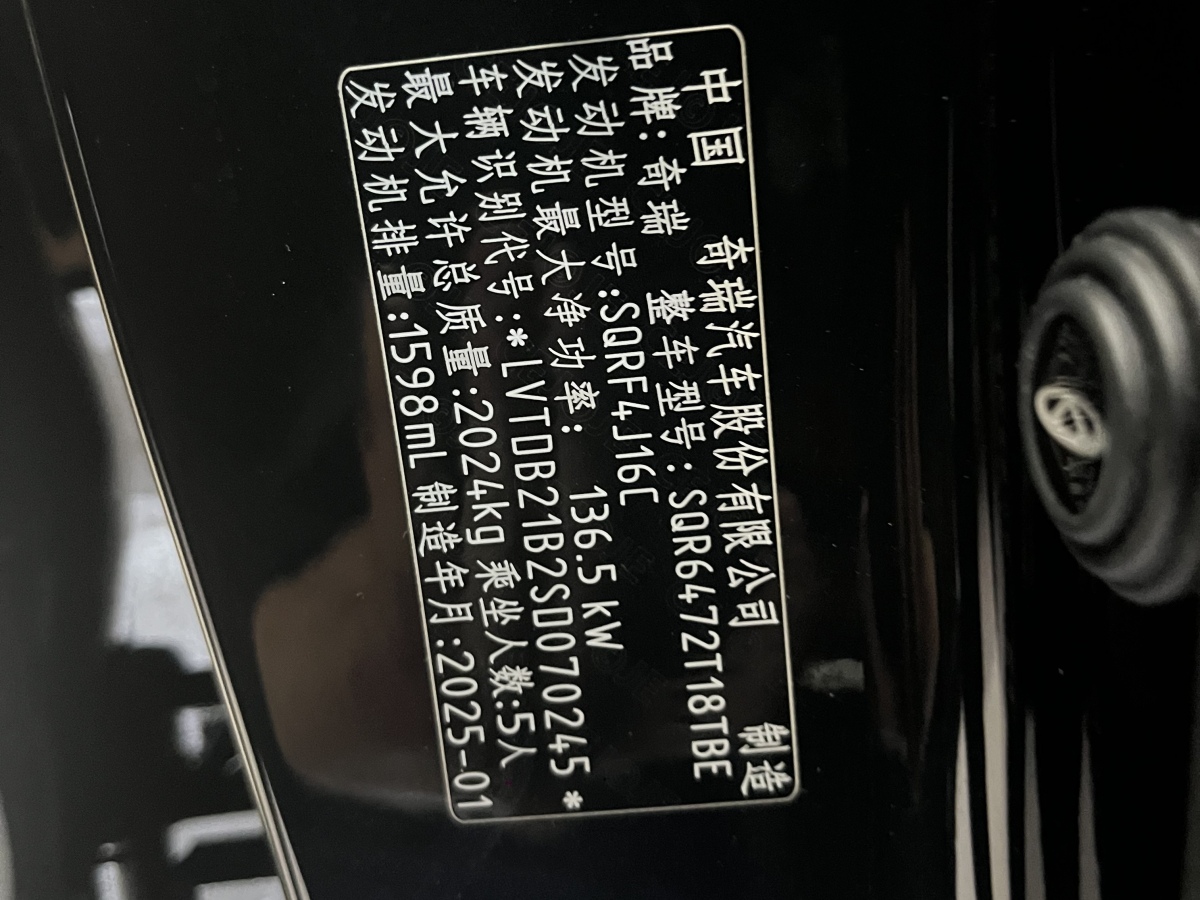 中国 奇瑞汽车股份有限公司 制造
品牌:奇瑞 整车型号:SQR6472T18TBE
发动机型号:SQRF4J16C
发动机最大净功率: 136.5kW
车辆识别代号:*LVTDB21B2SD070245*
最大允许总质量:2024kg 乘坐人数:5人
发动机排量:1598mL 制造年月:2025-01